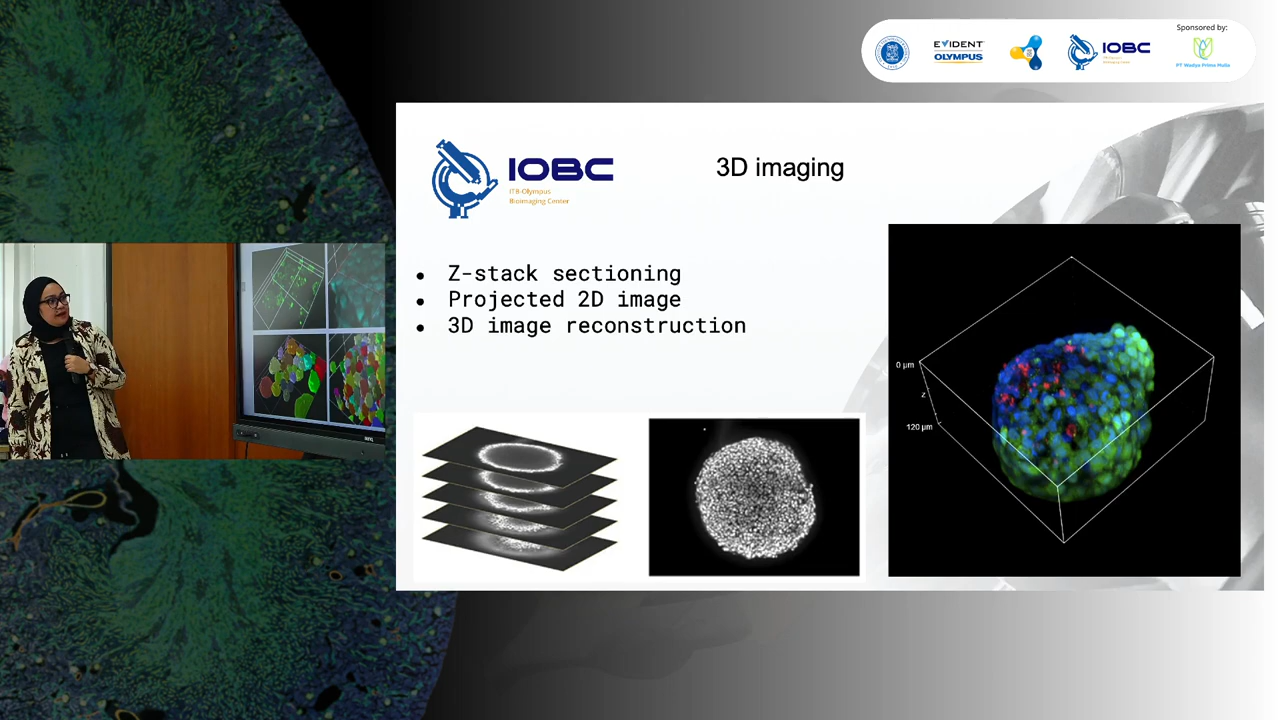 Sponsored by:
EVIDENT
OLYMPUS
IOBC
PT Wadya Prima Mulia
IOBC
ITB-Olympus
Bioimaging Center
3D imaging
● Z-stack sectioning
● Projected 2D image
● 3D image reconstruction
0 µm
z
120 µm
BenQ